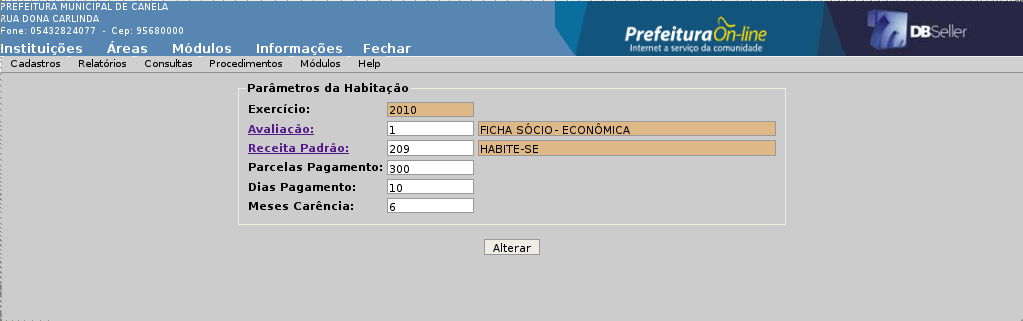 PREFEITURA MUNICIPAL DE CANELA
RUA DONA CARLINDA
Fone: 05432824077 - Cep: 95680000
PrefeituraOn-line
Internet a serviço da comunidade
DBSeller
Instituições Áreas Módulos Informações Fechar
Cadastros Relatórios Consultas Procedimentos Módulos Help
Parâmetros da Habitação
Exercício: 2010
Avaliação: 1 FICHA SÓCIO- ECONÔMICA
Receita Padrão: 209 HABITE-SE
Parcelas Pagamento: 300
Dias Pagamento: 10
Meses Carência: 6
Alterar